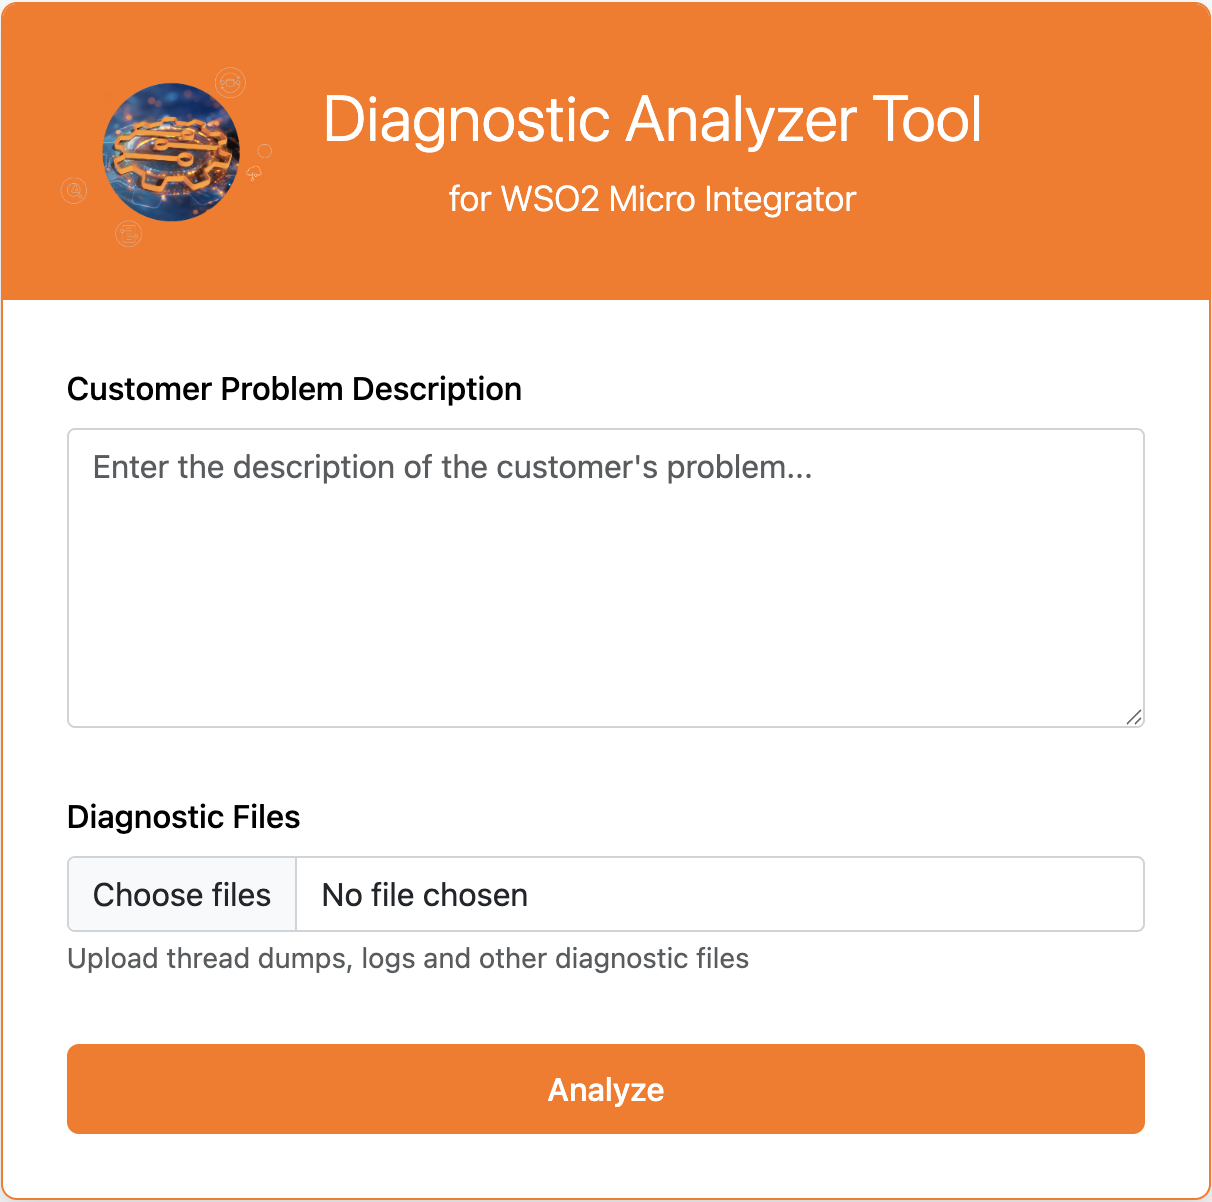 Diagnostic Analyzer Tool
for WSO2 Micro Integrator
Customer Problem Description
Enter the description of the customer's problem...
Diagnostic Files
Choose files No file chosen
Upload thread dumps, logs and other diagnostic files
Analyze